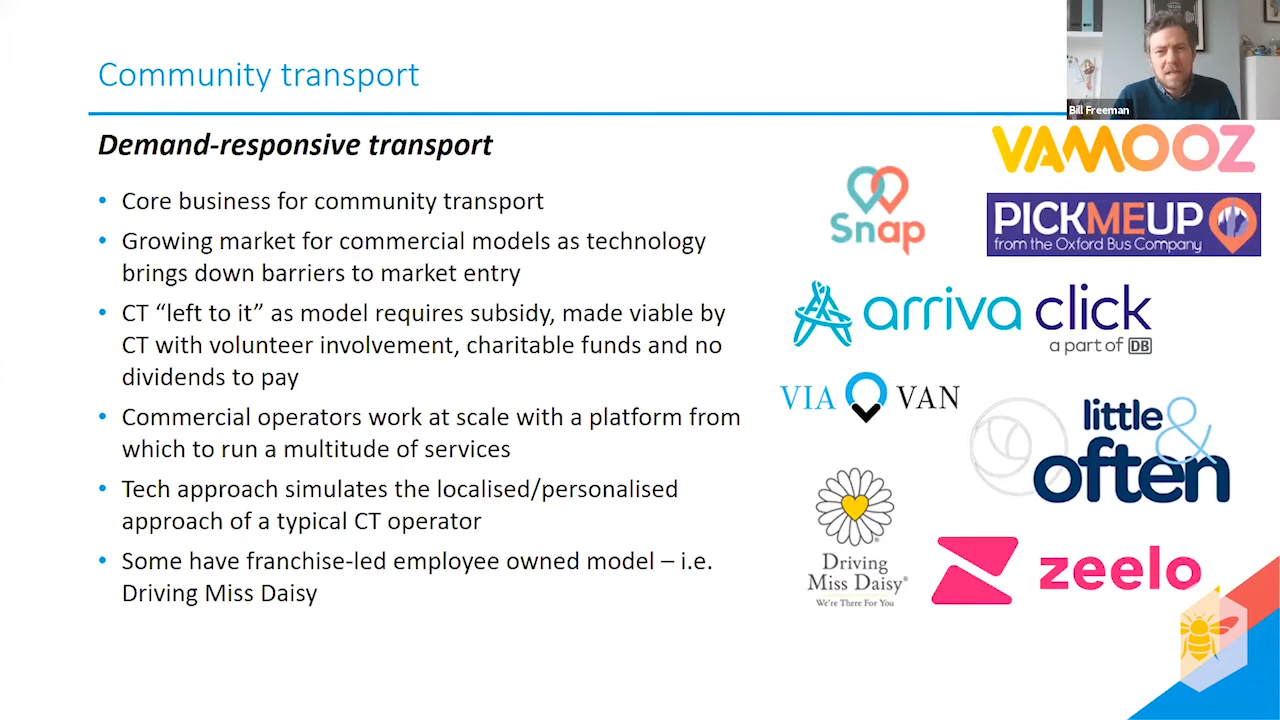 Community transport
Bill Freeman
Demand-responsive transport
• Core business for community transport
• Growing market for commercial models as technology
brings down barriers to market entry
• CT “left to it” as model requires subsidy, made viable by
CT with volunteer involvement, charitable funds and no
dividends to pay
• Commercial operators work at scale with a platform from
which to run a multitude of services
• Tech approach simulates the localised/personalised
approach of a typical CT operator
• Some have franchise-led employee owned model – i.e.
Driving Miss Daisy
VAMOOZ
Snap
PICKMEUP
from the Oxford Bus Company
arriva click
a part of DB
VIA VAN
little &
often
Driving
Miss Daisy®
We're There For You
zeelo